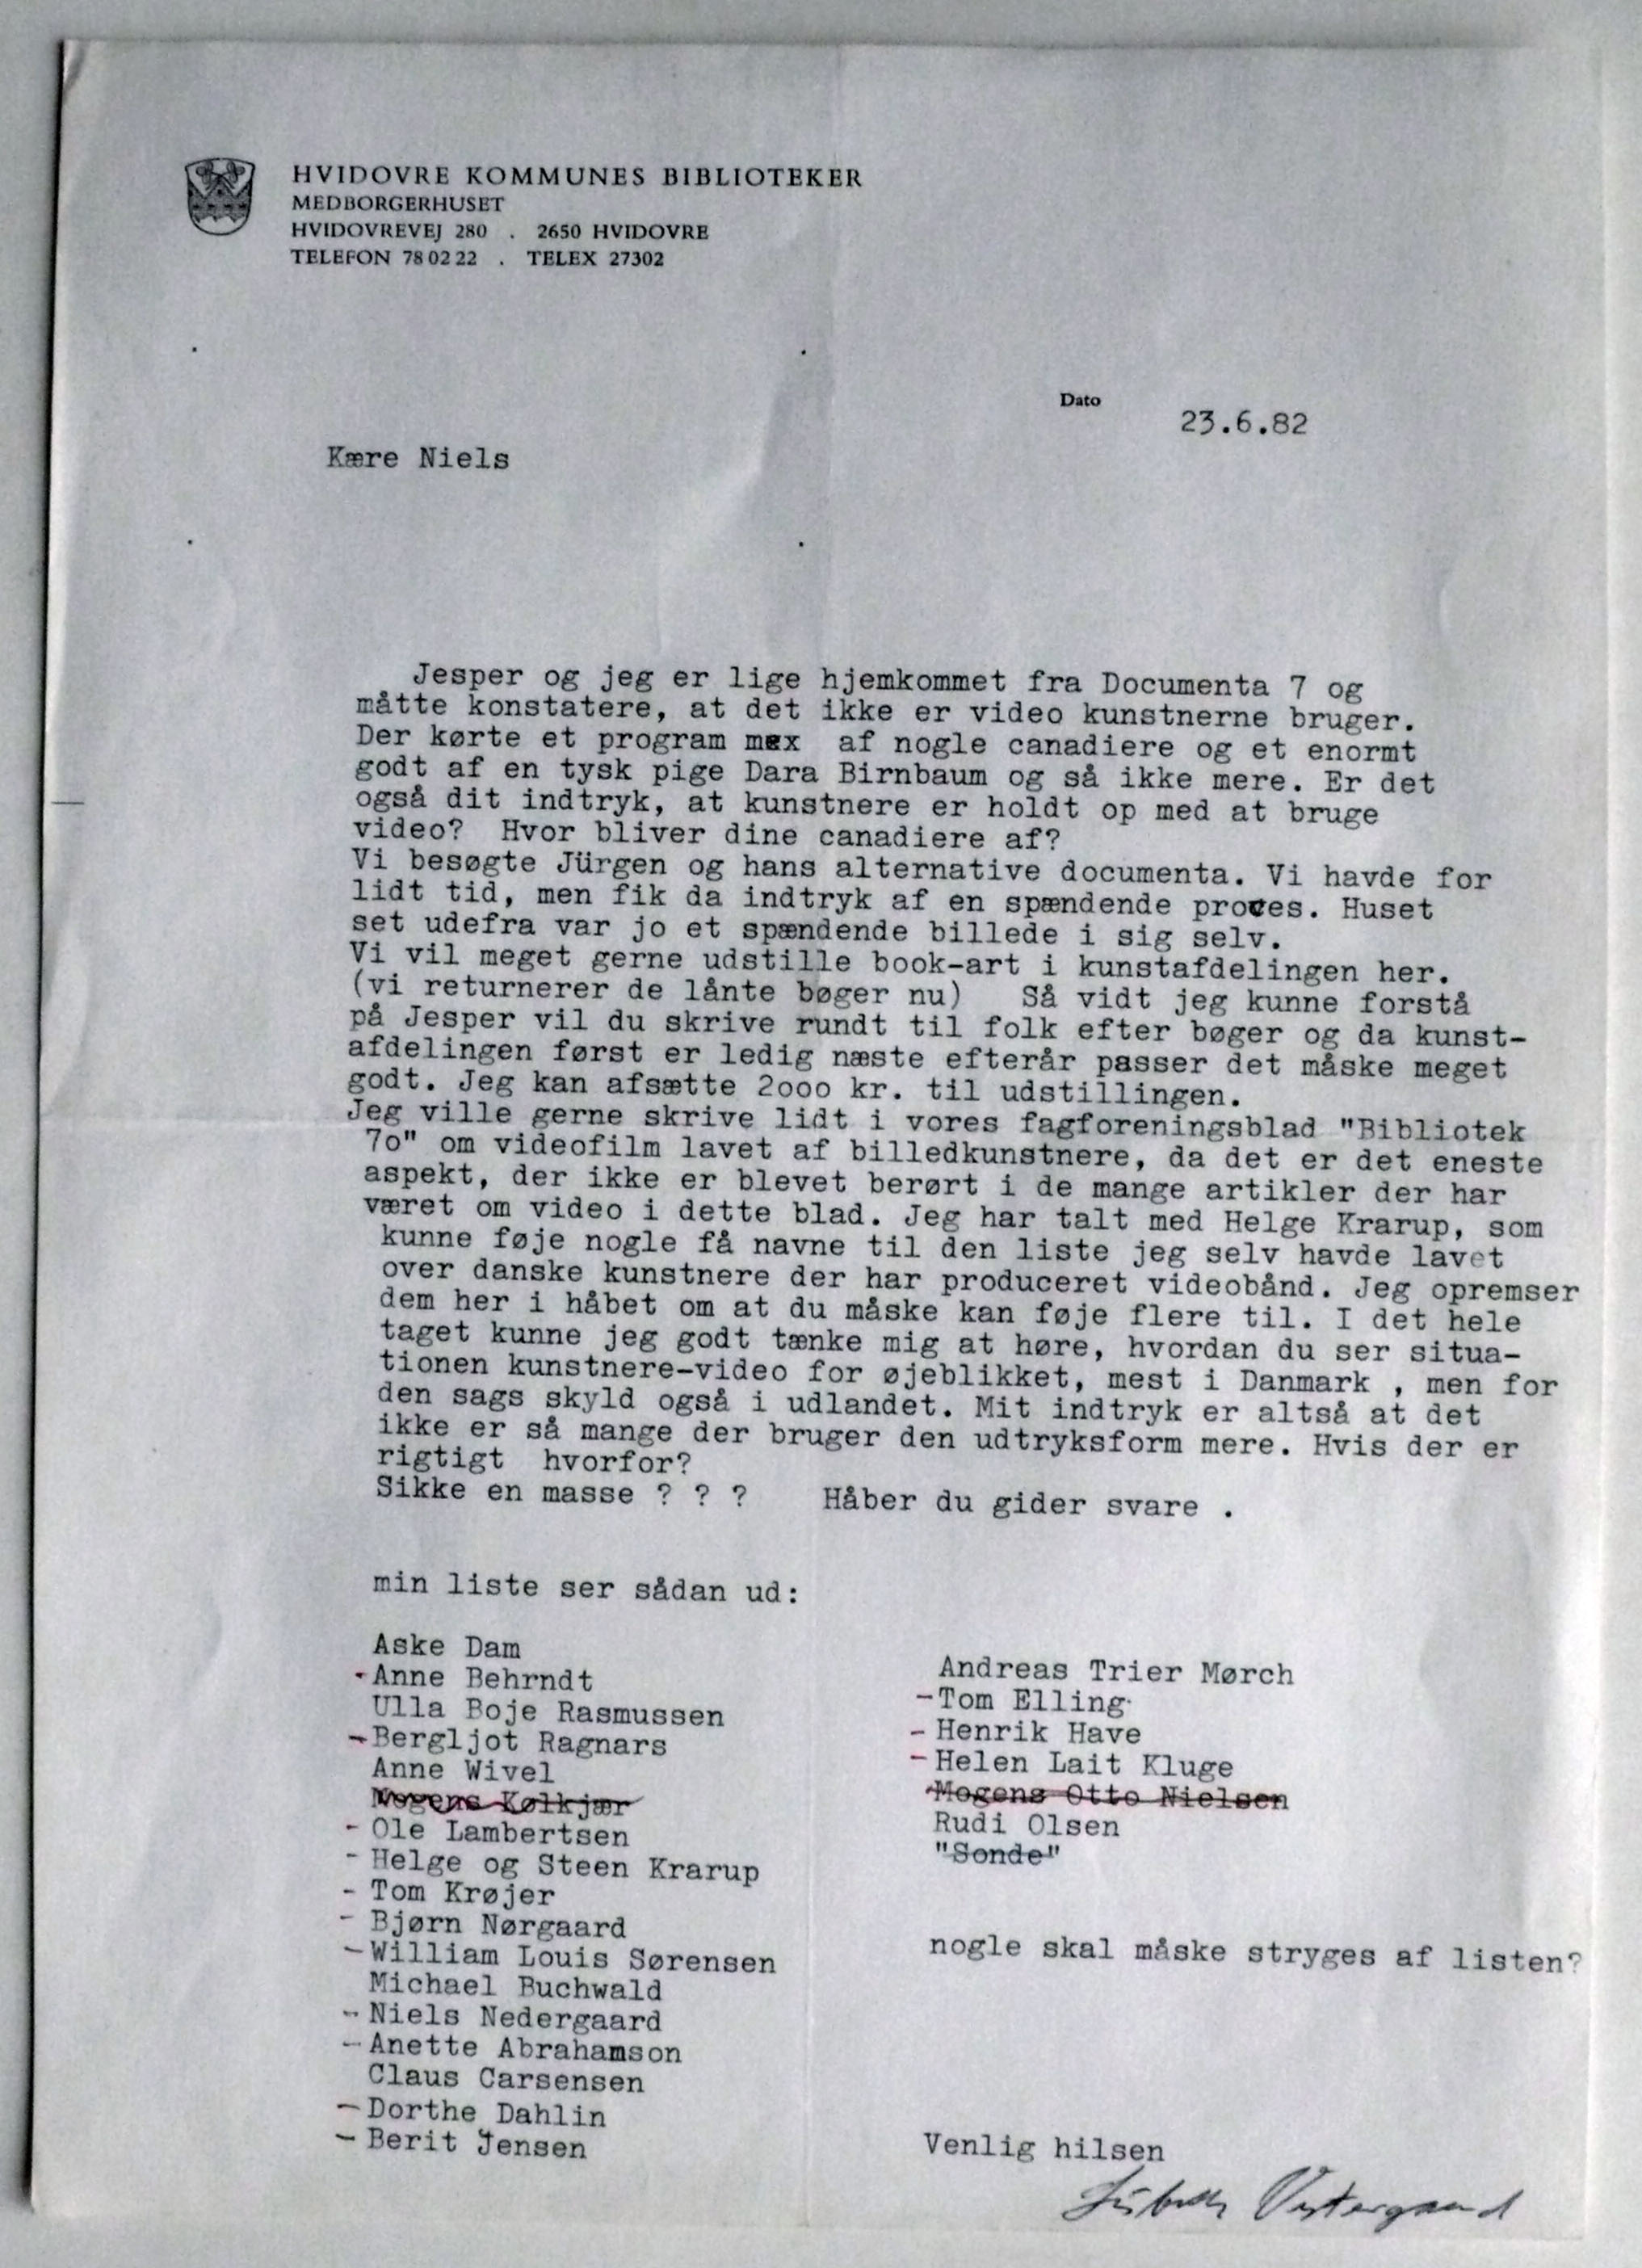 HVIDOVRE KOMMUNES BIBLIOTEKER
MEDBORGERHUSET
HVIDOVREVEJ 280 . 2650 HVIDOVRE
TELEFON 78 02 22 . TELEX 27302
Dato
23.6.82
Kære Niels
Jesper og jeg er lige hjemkommet fra Documenta 7 og
måtte konstatere, at det ikke er video kunstnerne bruger.
Der kørte et program af nogle canadiere og et enormt
godt af en tysk pige Dara Birnbaum og så ikke mere. Er det
også dit indtryk, at kunstnere er holdt op med at bruge
video? Hvor bliver dine canadiere af?
Vi besøgte Jürgen og hans alternative documenta. Vi havde for
lidt tid, men fik da indtryk af en spændende proces. Huset
set udefra var jo et spændende billede i sig selv.
Vi vil meget gerne udstille book-art i kunstafdelingen her.
(vi returnerer de lånte bøger nu) Så vidt jeg kunne forstå
på Jesper vil du skrive rundt til folk efter bøger og da kunst-
afdelingen først er ledig næste efterår passer det måske meget
godt. Jeg kan afsætte 2ooo kr. til udstillingen.
Jeg ville gerne skrive lidt i vores fagforeningsblad "Bibliotek
7o" om videofilm lavet af billedkunstnere, da det er det eneste
aspekt, der ikke er blevet berørt i de mange artikler der har
været om video i dette blad. Jeg har talt med Helge Krarup, som
kunne føje nogle få navne til den liste jeg selv havde lavet
over danske kunstnere der har produceret videobånd. Jeg opremser
dem her i håbet om at du måske kan føje flere til. I det hele
taget kunne jeg godt tænke mig at høre, hvordan du ser situa-
tionen kunstnere-video for øjeblikket, mest i Danmark , men for
den sags skyld også i udlandet. Mit indtryk er altså at det
ikke er så mange der bruger den udtryksform mere. Hvis der er
rigtigt hvorfor?
Sikke en masse ? ? ? Håber du gider svare .
min liste ser sådan ud:
Aske Dam
- Anne Behrndt
Ulla Boje Rasmussen
- Bergljot Ragnars
Anne Wivel
Mogens Kølkjær
- Ole Lambertsen
- Helge og Steen Krarup
- Tom Krøjer
- Bjørn Nørgaard
- William Louis Sørensen
Michael Buchwald
- Niels Nedergaard
- Anette Abrahamson
Claus Carsensen
- Dorthe Dahlin
- Berit Jensen
Andreas Trier Mørch
- Tom Elling
- Henrik Have
- Helen Lait Kluge
Mogens Otto Nielsen
Rudi Olsen
"Sonde"
nogle skal måske stryges af listen?
Venlig hilsen
Lisbeth Vestergaard